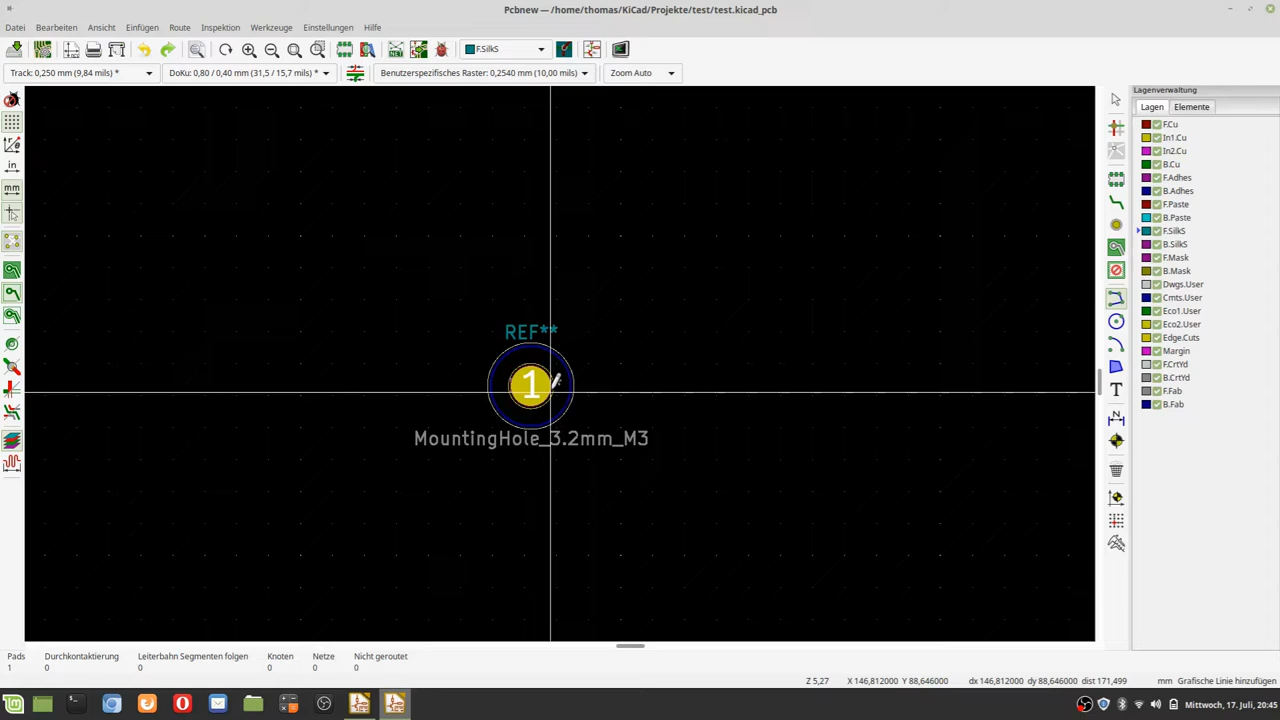 Pcbnew — /home/thomas/KiCad/Projekte/test/test.kicad_pcb
Datei Bearbeiten Ansicht Einfügen Route Inspektion Werkzeuge Einstellungen Hilfe
NET F.SilkS
Track: 0,250 mm (9,84 mils) * DoKu: 0,80 / 0,40 mm (31,5 / 15,7 mils) * Benutzerspezifisches Raster: 0,2540 mm (10,00 mils) Zoom Auto
in
mm
REF**
1
MountingHole_3.2mm_M3
T
N
Lagenverwaltung
Lagen Elemente
F.Cu
In1.Cu
In2.Cu
B.Cu
F.Adhes
B.Adhes
F.Paste
B.Paste
F.SilkS
B.SilkS
F.Mask
B.Mask
Dwgs.User
Cmts.User
Eco1.User
Eco2.User
Edge.Cuts
Margin
F.CrtYd
B.CrtYd
F.Fab
B.Fab
Pads Durchkontaktierung Leiterbahn Segmenten folgen Knoten Netze Nicht geroutet
1 0 0 0 0 0
Z 5,27 X 146,812000 Y 88,646000 dx 146,812000 dy 88,646000 dist 171,499 mm Grafische Linie hinzufügen
Mittwoch, 17. Juli, 20:45